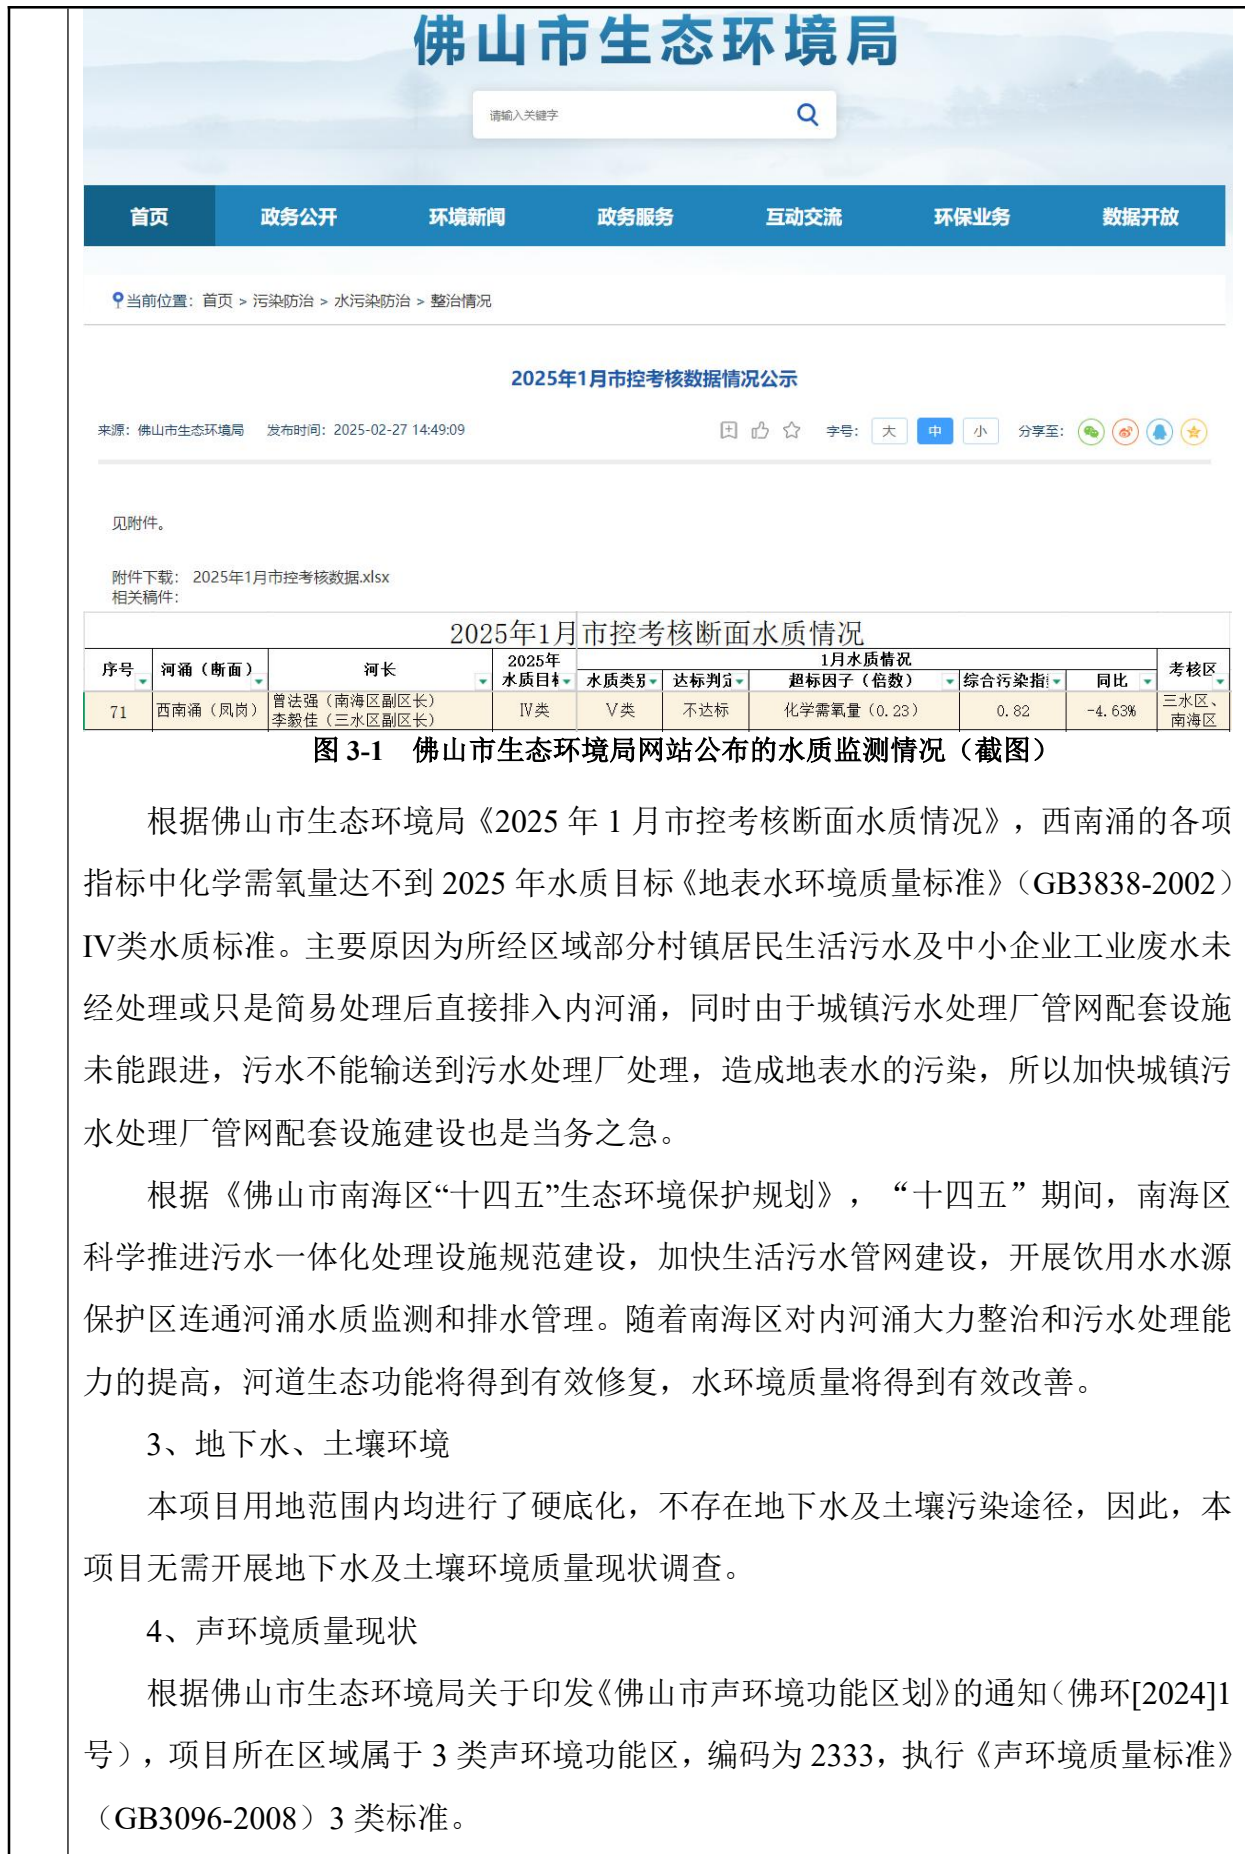 佛山市生态环境局
请输入关键字
首页 政务公开 环境新闻 政务服务 互动交流 环保业务 数据开放
当前位置：首页 > 污染防治 > 水污染防治 > 整治情况
2025年1月市控考核数据情况公示
来源：佛山市生态环境局 发布时间：2025-02-27 14:49:09 字号： 大 中 小 分享至：
见附件。
附件下载： 2025年1月市控考核数据.xlsx
相关稿件：
2025年1月市控考核断面水质情况
序号 河涌（断面） 河长 2025年水质目标 1月水质情况 考核区
水质类别 达标判定 超标因子（倍数） 综合污染指 同比
71 西南涌（凤岗） 曾法强（南海区副区长） Ⅳ类 Ⅴ类 不达标 化学需氧量（0.23） 0.82 -4.63% 三水区、
李毅佳（三水区副区长） 南海区
图 3-1 佛山市生态环境局网站公布的水质监测情况（截图）
根据佛山市生态环境局《2025 年 1 月市控考核断面水质情况》，西南涌的各项
指标中化学需氧量达不到 2025 年水质目标《地表水环境质量标准》（GB3838-2002）
IV类水质标准。主要原因为所经区域部分村镇居民生活污水及中小企业工业废水未
经处理或只是简易处理后直接排入内河涌，同时由于城镇污水处理厂管网配套设施
未能跟进，污水不能输送到污水处理厂处理，造成地表水的污染，所以加快城镇污
水处理厂管网配套设施建设也是当务之急。
根据《佛山市南海区“十四五”生态环境保护规划》，“十四五”期间，南海区
科学推进污水一体化处理设施规范建设，加快生活污水管网建设，开展饮用水水源
保护区连通河涌水质监测和排水管理。随着南海区对内河涌大力整治和污水处理能
力的提高，河道生态功能将得到有效修复，水环境质量将得到有效改善。
3、地下水、土壤环境
本项目用地范围内均进行了硬底化，不存在地下水及土壤污染途径，因此，本
项目无需开展地下水及土壤环境质量现状调查。
4、声环境质量现状
根据佛山市生态环境局关于印发《佛山市声环境功能区划》的通知（佛环[2024]1
号），项目所在区域属于 3 类声环境功能区，编码为 2333，执行《声环境质量标准》
（GB3096-2008）3 类标准。